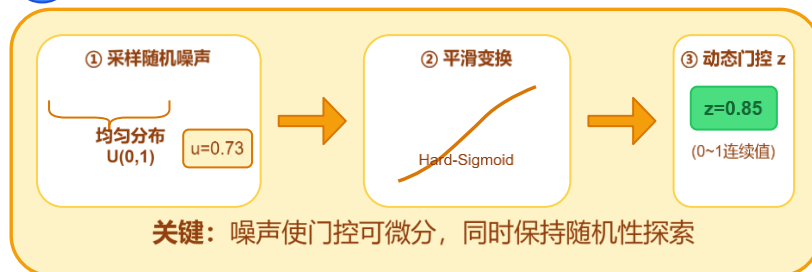 ① 采样随机噪声
均匀分布
U(0,1)
u=0.73
② 平滑变换
Hard-Sigmoid
③ 动态门控 z
z=0.85
(0~1连续值)
关键：噪声使门控可微分，同时保持随机性探索